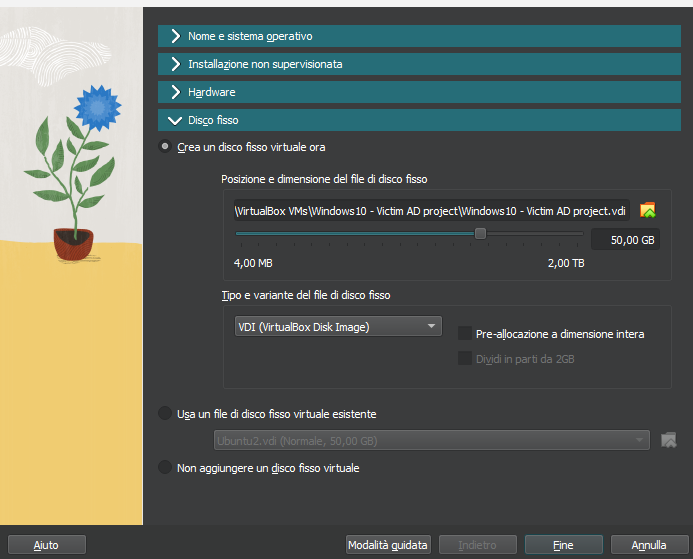 Nome e sistema operativo
Installazione non supervisionata
Hardware
Disco fisso
Crea un disco fisso virtuale ora
Posizione e dimensione del file di disco fisso
\VirtualBox VMs\Windows10 - Victim AD project\Windows10 - Victim AD project.vdi
50,00 GB
4,00 MB 2,00 TB
Tipo e variante del file di disco fisso
VDI (VirtualBox Disk Image)
Pre-allocazione a dimensione intera
Dividi in parti da 2GB
Usa un file di disco fisso virtuale esistente
Ubuntu2.vdi (Normale, 50,00 GB)
Non aggiungere un disco fisso virtuale
Aiuto Modalità guidata Indietro Fine Annulla